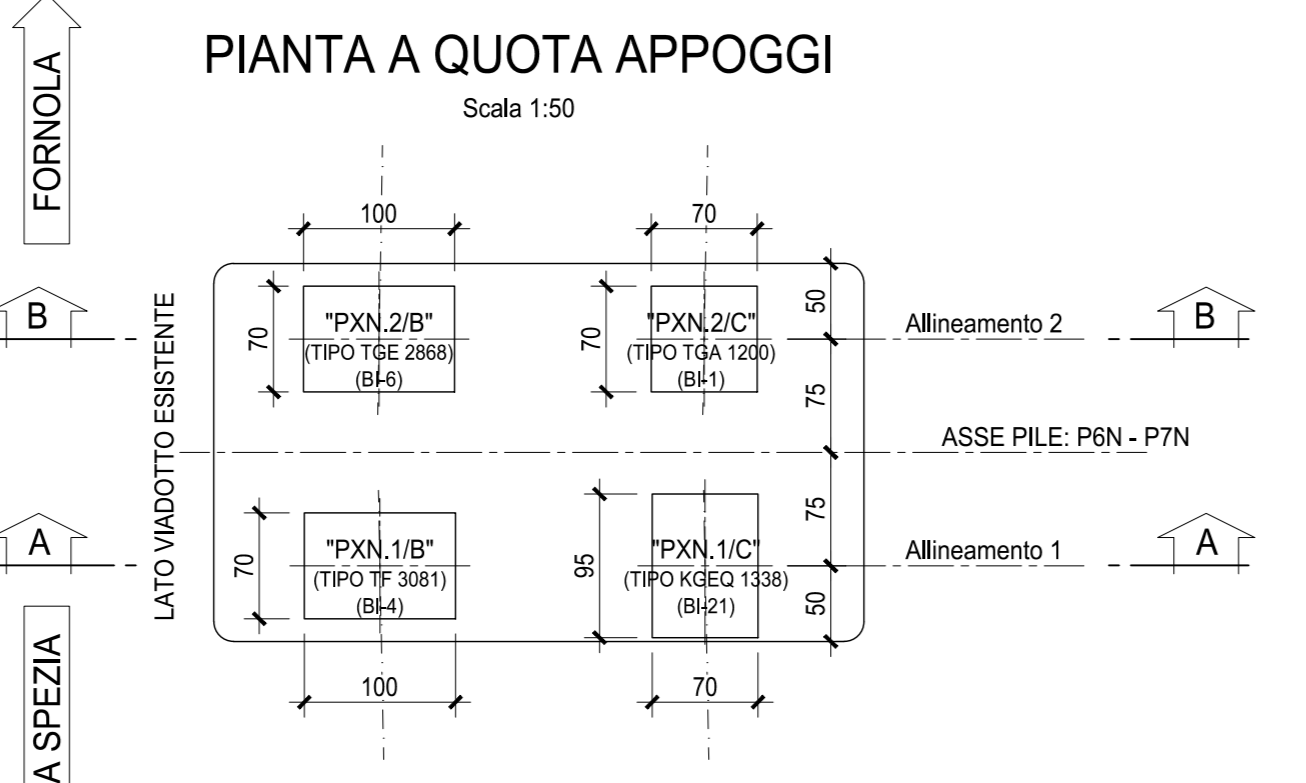 PIANTA A QUOTA APPOGGI
Scala 1:50
FORNOLA
100
70
B
LATO VIADOTTO ESISTENTE
70
"PXN.2/B"
(TIPO TGE 2868)
(BI-6)
70
"PXN.2/C"
(TIPO TGA 1200)
(BI-1)
50
Allineamento 2
B
75
ASSE PILE: P6N - P7N
75
A
70
"PXN.1/B"
(TIPO TF 3081)
(BI-4)
95
"PXN.1/C"
(TIPO KGEQ 1338)
(BI-21)
50
Allineamento 1
A
100
70
A SPEZIA